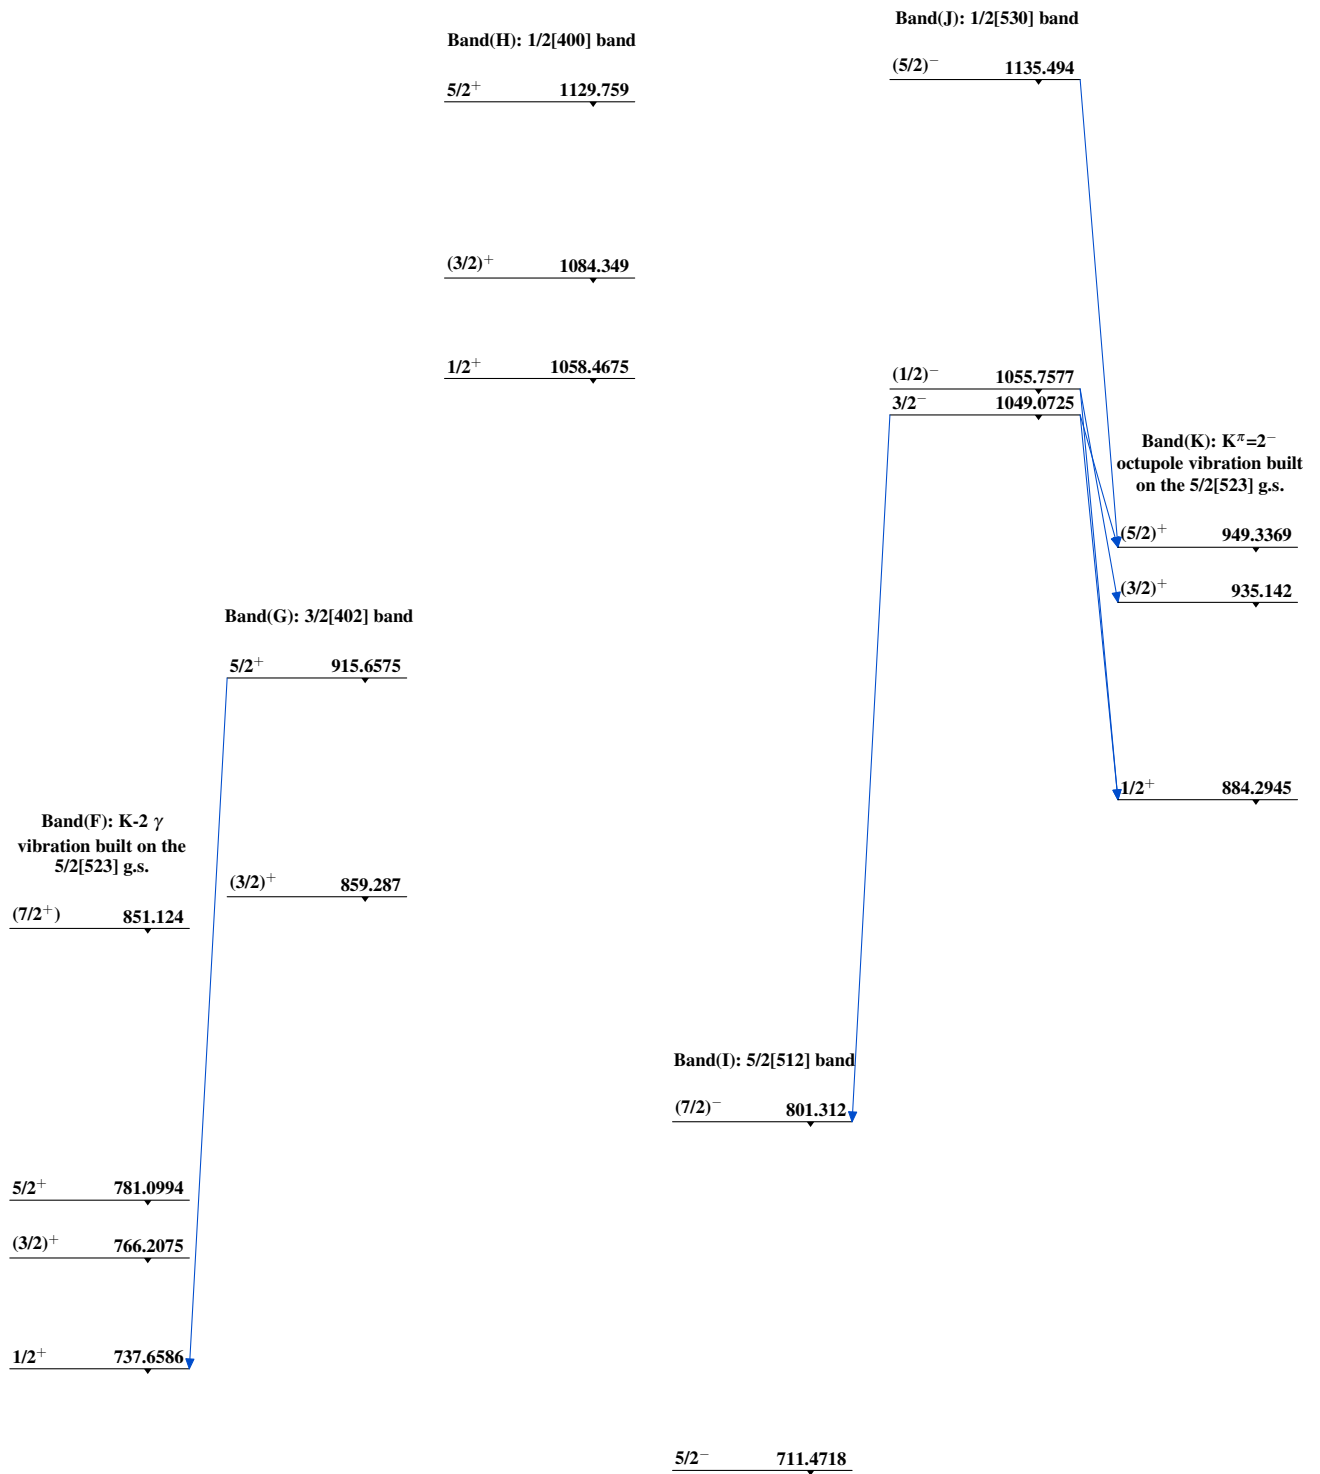 Band(F): K-2 γ
vibration built on the
5/2[523] g.s.
(7/2⁺) 851.124
5/2⁺ 781.0994
(3/2)⁺ 766.2075
1/2⁺ 737.6586
Band(G): 3/2[402] band
5/2⁺ 915.6575
(3/2)⁺ 859.287
Band(H): 1/2[400] band
5/2⁺ 1129.759
(3/2)⁺ 1084.349
1/2⁺ 1058.4675
Band(I): 5/2[512] band
(7/2)⁻ 801.312
5/2⁻ 711.4718
Band(J): 1/2[530] band
(5/2)⁻ 1135.494
(1/2)⁻ 1055.7577
3/2⁻ 1049.0725
Band(K): K^π=2⁻
octupole vibration built
on the 5/2[523] g.s.
(5/2)⁺ 949.3369
(3/2)⁺ 935.142
1/2⁺ 884.2945